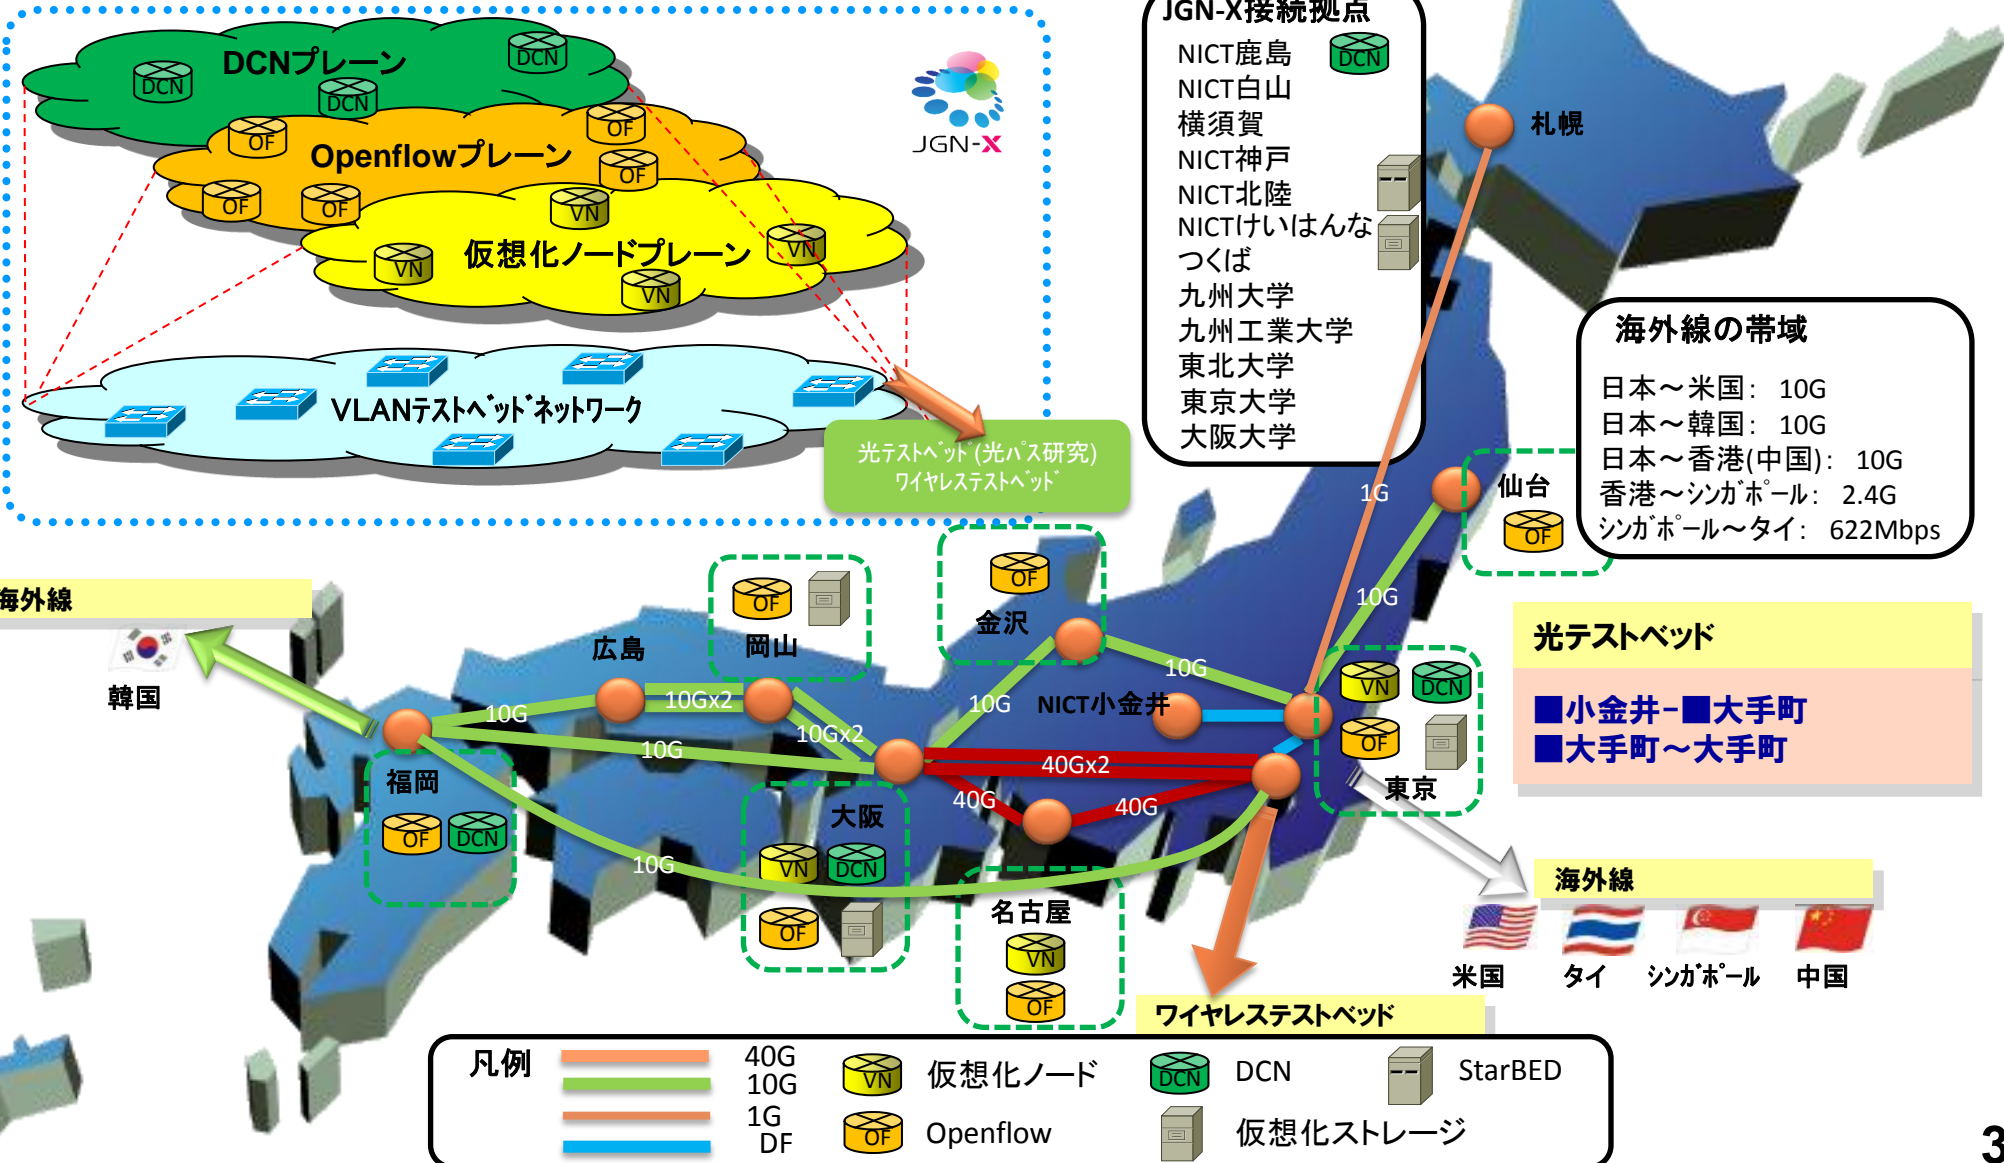 DCNプレーン
DCN
DCN
DCN
Openflowプレーン
OF
OF
OF
OF
OF
仮想化ノードプレーン
VN
VN
VN
VN
VLANテストベッドネットワーク
JGN-X
光テストベッド(光パス研究)
ワイヤレステストベッド
JGN-X接続拠点
NICT鹿島
DCN
NICT白山
横須賀
NICT神戸
NICT北陸
NICTけいはんな
つくば
九州大学
九州工業大学
東北大学
東京大学
大阪大学
札幌
海外線の帯域
日本～米国： 10G
日本～韓国： 10G
日本～香港(中国)： 10G
香港～シンガポール： 2.4G
シンガポール～タイ： 622Mbps
1G
仙台
OF
10G
海外線
韓国
広島
OF
岡山
OF
金沢
10G
10Gx2
10Gx2
10G
10G
10G
NICT小金井
40Gx2
40G
40G
10G
福岡
OF
DCN
大阪
VN
DCN
OF
名古屋
VN
OF
VN
DCN
OF
東京
光テストベッド
■小金井-■大手町
■大手町～大手町
海外線
米国
タイ
シンガポール
中国
ワイヤレステストベッド
凡例
40G
10G
1G
DF
VN
仮想化ノード
OF
Openflow
DCN
DCN
StarBED
仮想化ストレージ
3